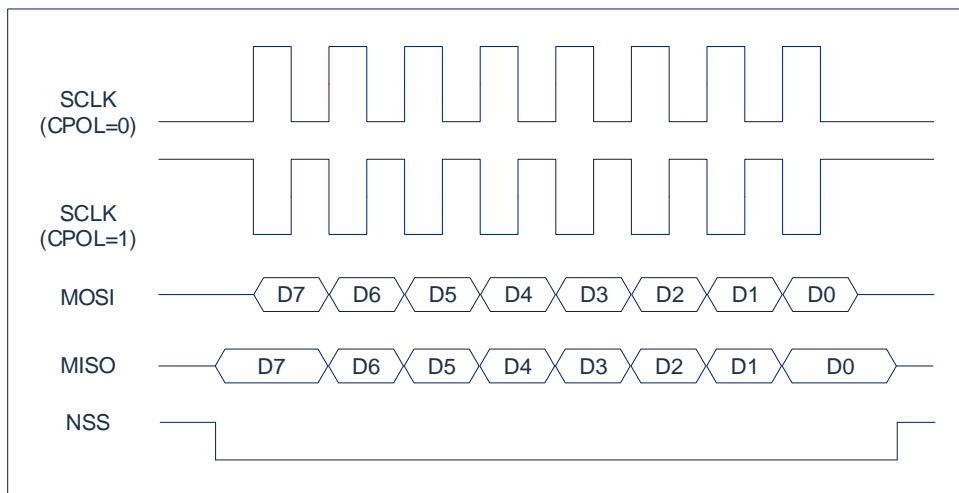 SCLK
(CPOL=0)
SCLK
(CPOL=1)
MOSI
D7 D6 D5 D4 D3 D2 D1 D0
MISO
D7 D6 D5 D4 D3 D2 D1 D0
NSS